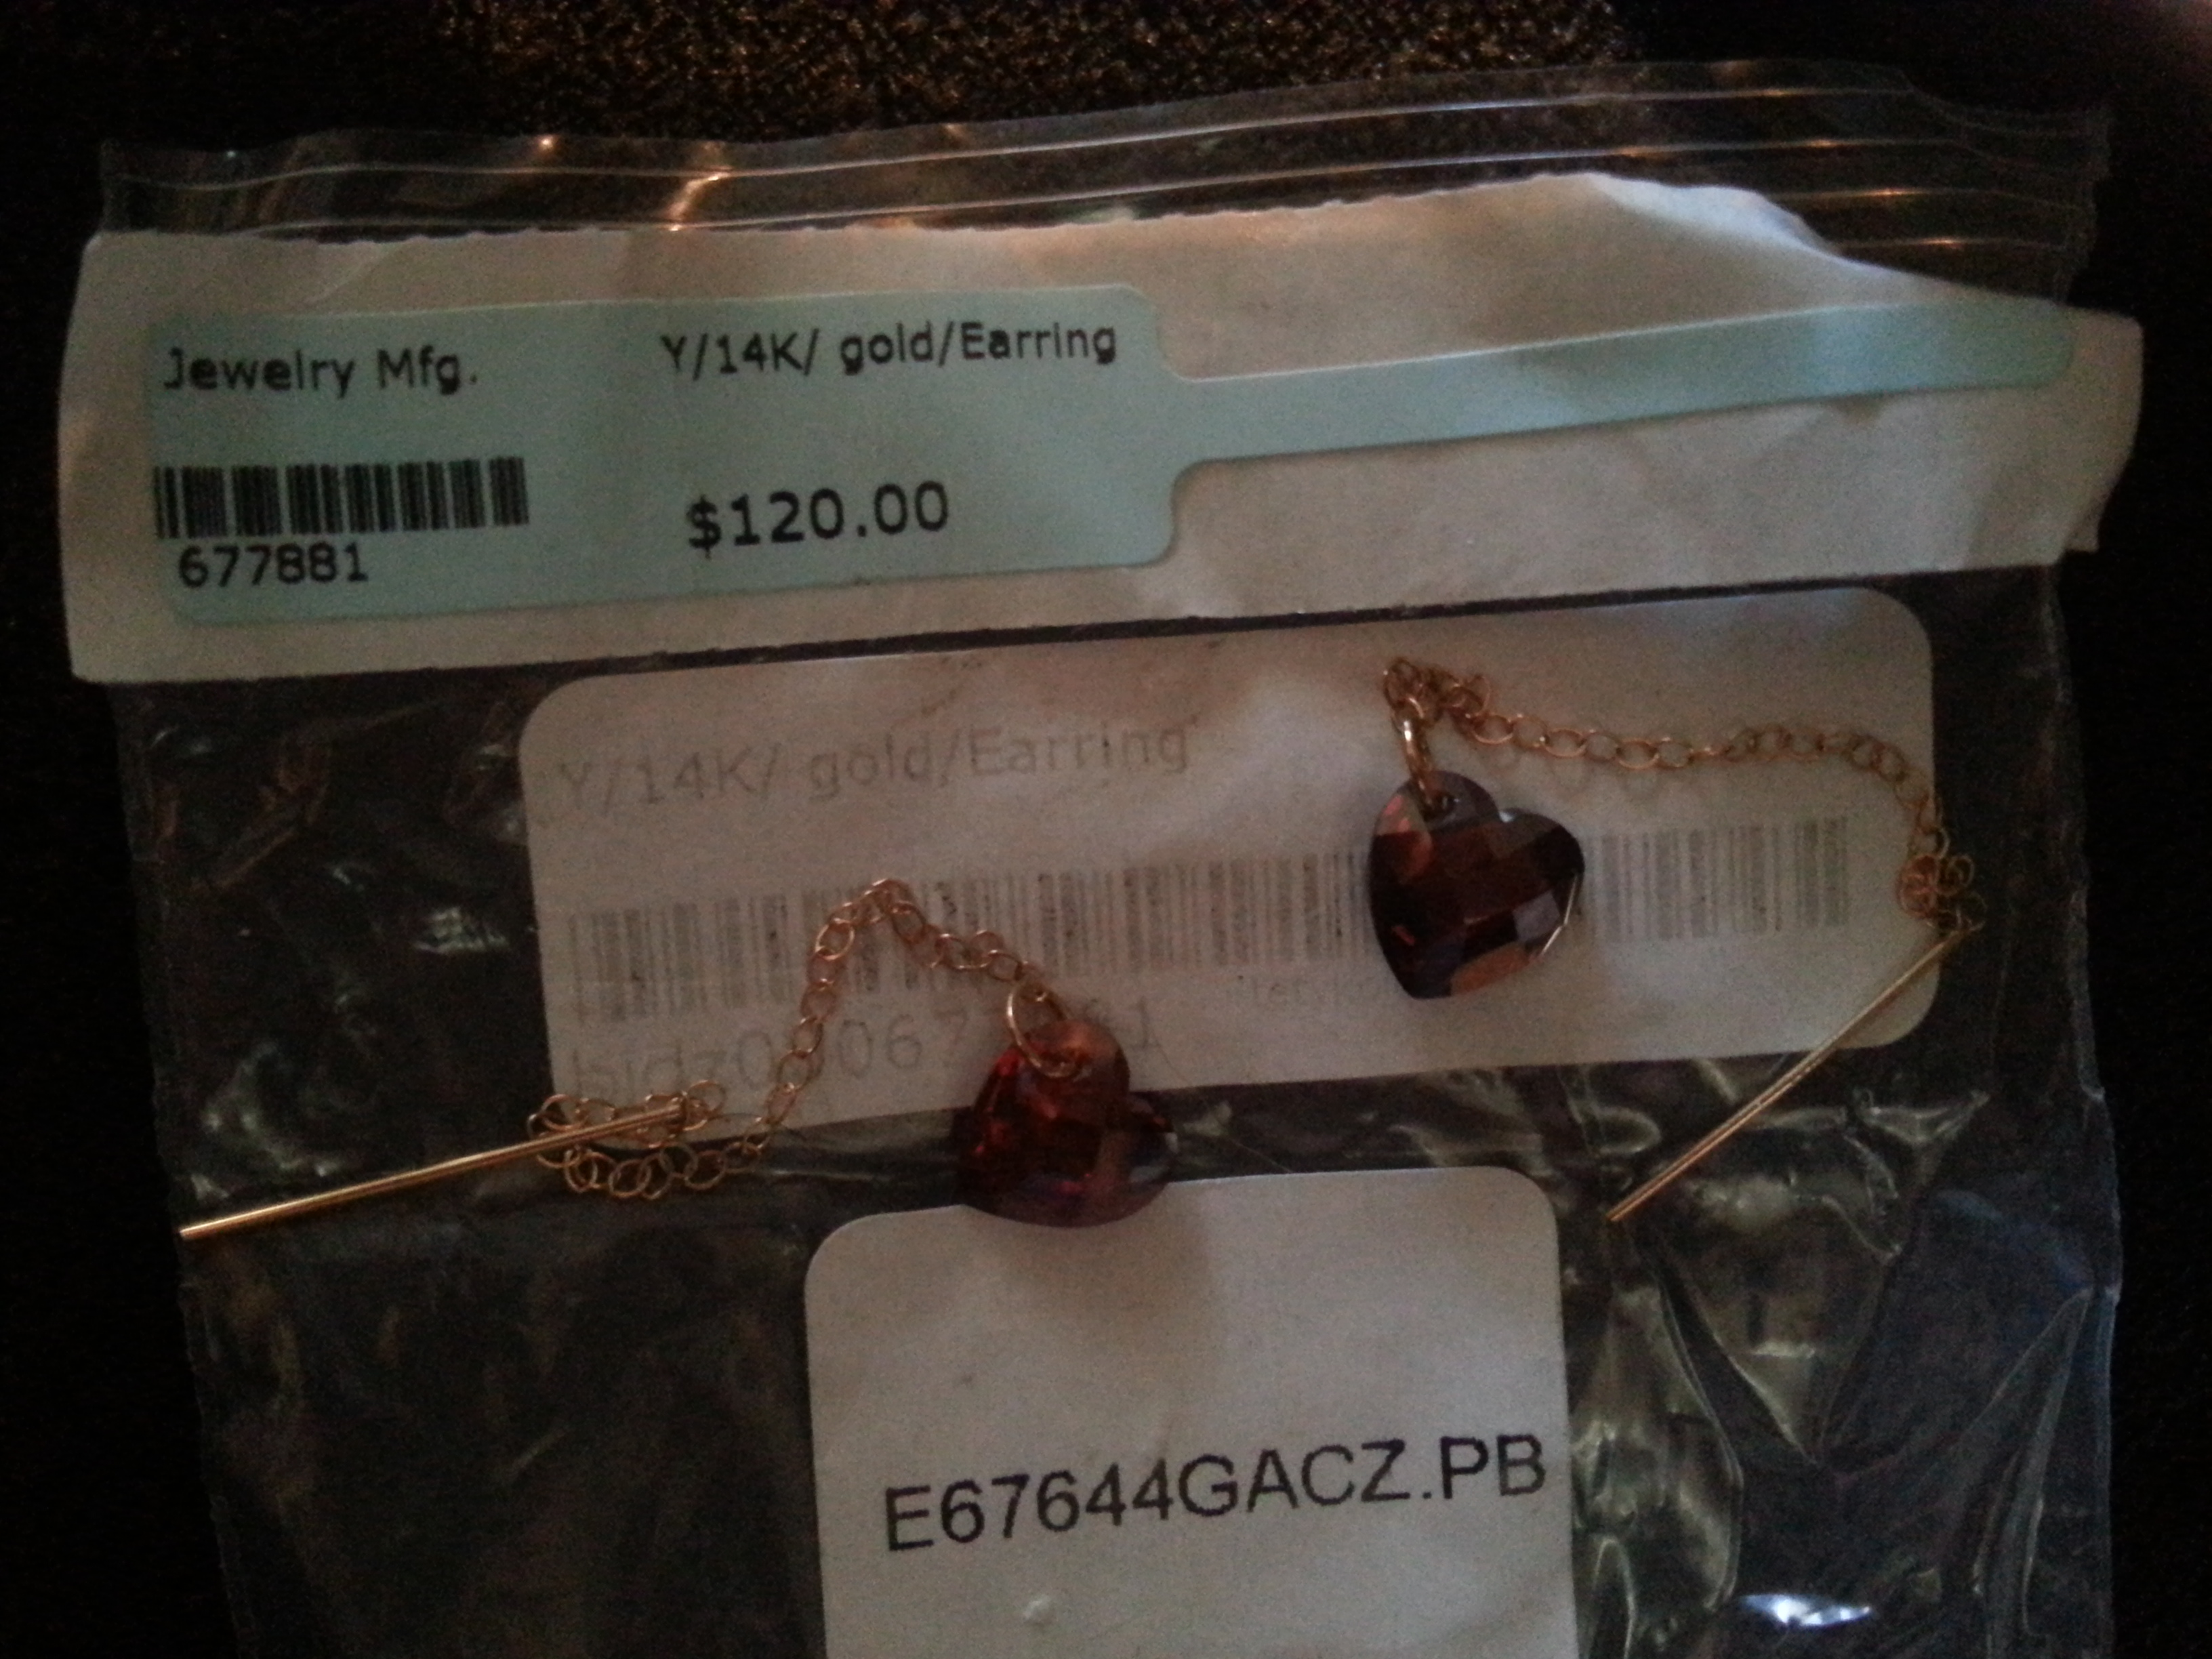 Jewelry Mfg.
Y/14K/ gold/Earring
677881
$120.00
Y/14K/ gold/Earring
E67644GACZ.PB